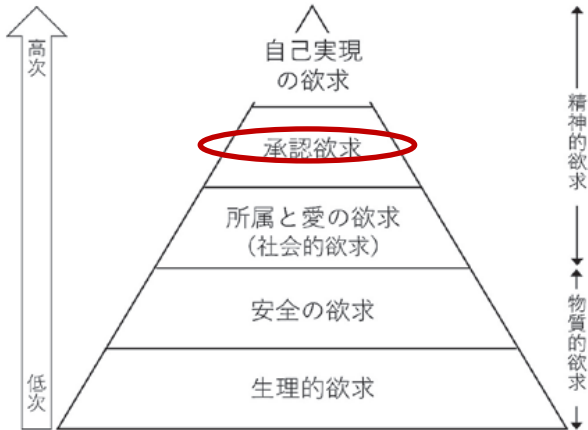 高次
自己実現
の欲求
承認欲求
所属と愛の欲求
（社会的欲求）
安全の欲求
生理的欲求
低次
精神的欲求
物質的欲求